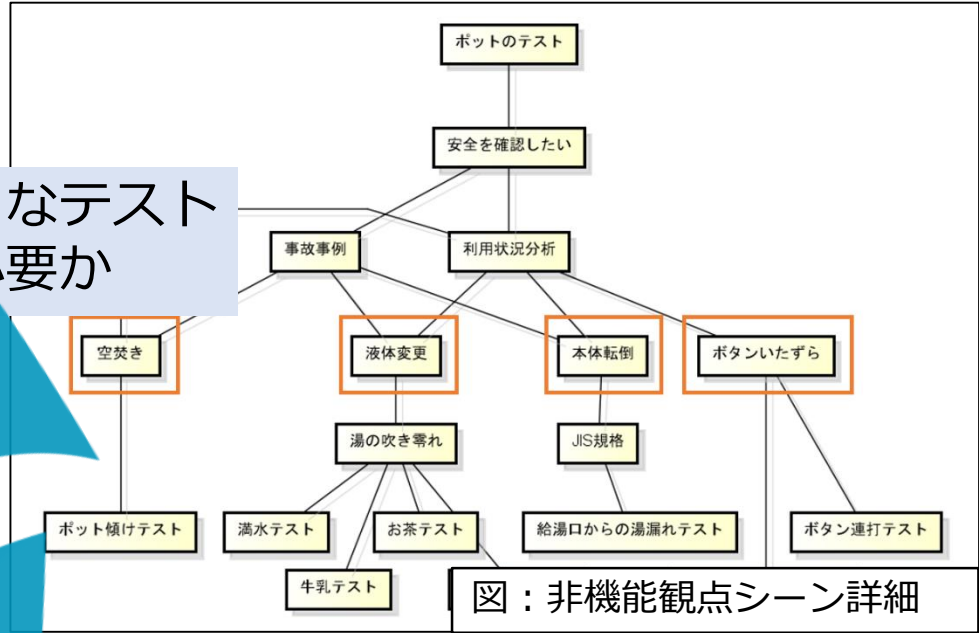 ポットのテスト
安全を確認したい
なテスト
要か
事故事例
利用状況分析
空焚き
液体変更
本体転倒
ボタンいたずら
湯の吹き零れ
JIS規格
ポット傾けテスト
満水テスト
お茶テスト
給湯口からの湯漏れテスト
ボタン連打テスト
牛乳テスト
図：非機能観点シーン詳細